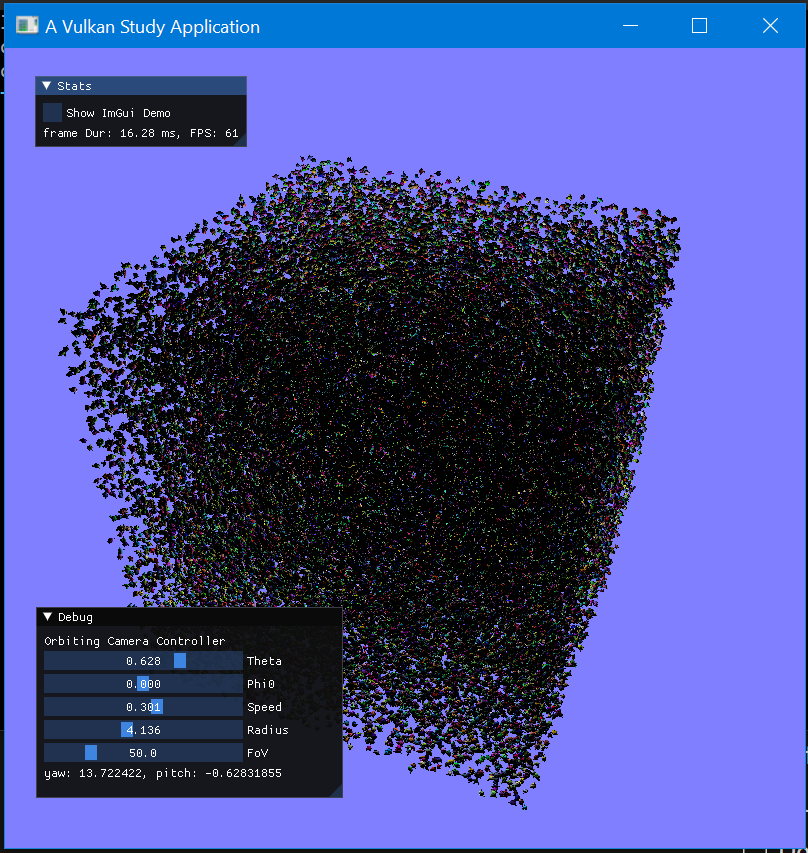 A Vulkan Study Application
Stats
Show ImGui Demo
frame Dur: 16.28 ms, FPS: 61
Debug
Orbiting Camera Controller
0.628 Theta
0.000 Phi0
0.301 Speed
4.136 Radius
50.0 FoV
yaw: 13.722422, pitch: -0.62831855